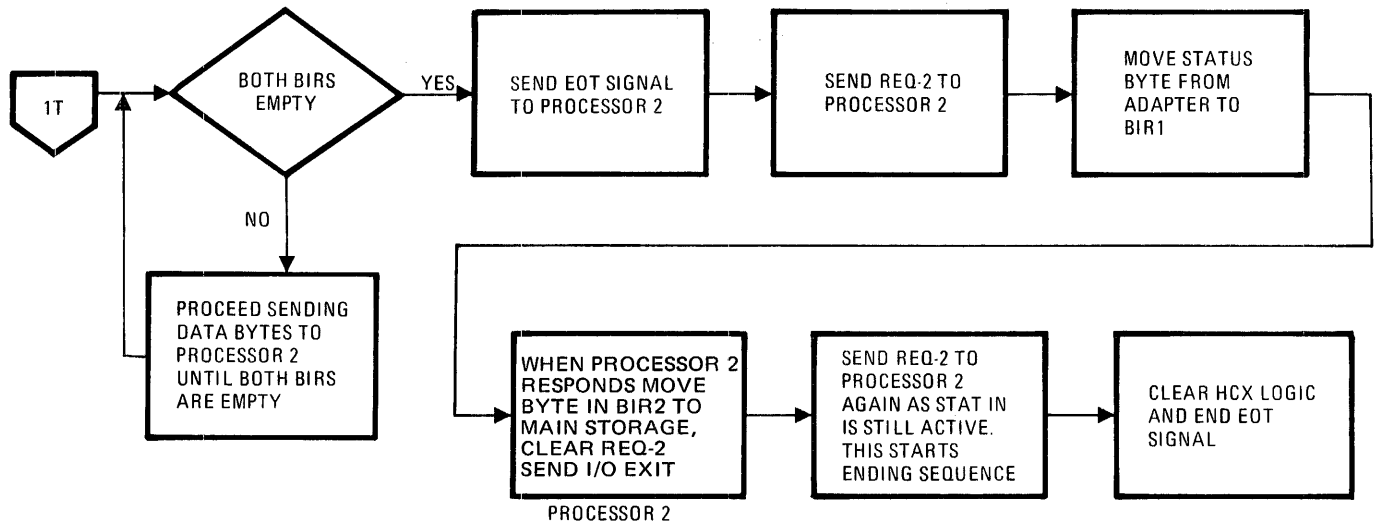 1T
BOTH BIRS
EMPTY
YES
NO
PROCEED SENDING
DATA BYTES TO
PROCESSOR 2
UNTIL BOTH BIRS
ARE EMPTY
SEND EOT SIGNAL
TO PROCESSOR 2
SEND REQ-2 TO
PROCESSOR 2
MOVE STATUS
BYTE FROM
ADAPTER TO
BIR1
WHEN PROCESSOR 2
RESPONDS MOVE
BYTE IN BIR2 TO
MAIN STORAGE,
CLEAR REQ-2
SEND I/O EXIT
PROCESSOR 2
SEND REQ-2 TO
PROCESSOR 2
AGAIN AS STAT IN
IS STILL ACTIVE.
THIS STARTS
ENDING SEQUENCE
CLEAR HCX LOGIC
AND END EOT
SIGNAL